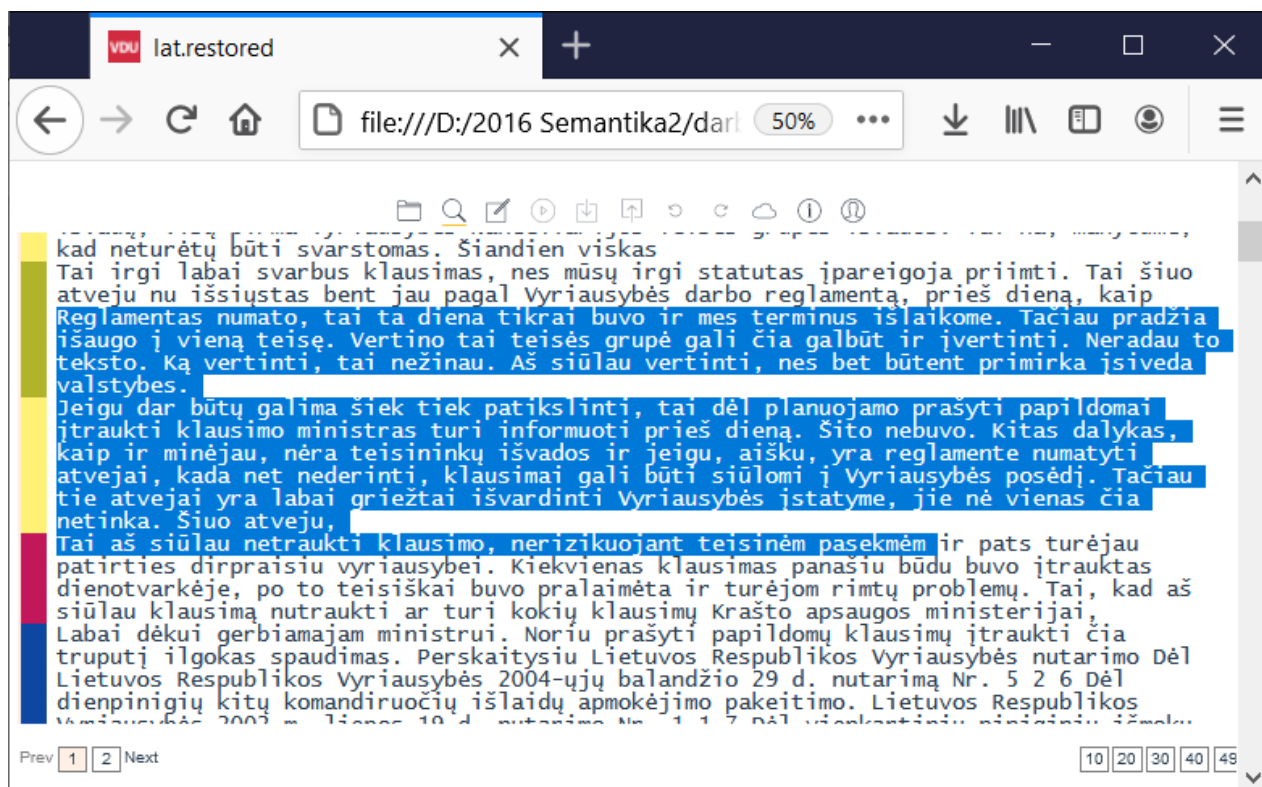 VDU lat.restored
file:///D:/2016 Semantika2/dar 50%
kad neturėtų būti svarstomas. Šiandien viskas
Tai irgi labai svarbus klausimas, nes mūsų irgi statutas įpareigoja priimti. Tai šiuo
atveju nu išsiųstas bent jau pagal Vyriausybės darbo reglamentą, prieš dieną, kaip
Reglamentas numato, tai ta diena tikrai buvo ir mes terminus išlaikome. Tačiau pradžia
išaugo į vieną teisę. Vertino tai teisės grupė gali čia galbūt ir įvertinti. Neradau to
teksto. Ką vertinti, tai nežinau. Aš siūlau vertinti, nes bet būtent primirka įsiveda
valstybes.
Jeigu dar būtų galima šiek tiek patikslinti, tai dėl planuojamo prašyti papildomai
įtraukti klausimo ministras turi informuoti prieš dieną. Šito nebuvo. Kitas dalykas,
kaip ir minėjau, nėra teisininkų išvados ir jeigu, aišku, yra reglamente numatyti
atvejai, kada net nederinti, klausimai gali būti siūlomi į Vyriausybės posėdį. Tačiau
tie atvejai yra labai griežtai išvardinti Vyriausybės įstatyme, jie nė vienas čia
netinka. Šiuo atveju,
Tai aš siūlau netraukti klausimo, nerizikuojant teisinėm pasekmėm ir pats turėjau
patirties dirpraisiu vyriausybei. Kiekvienas klausimas panašiu būdu buvo įtrauktas
dienotvarkėje, po to teisiškai buvo pralaimėta ir turėjom rimtų problemų. Tai, kad aš
siūlau klausimą nutraukti ar turi kokių klausimų Krašto apsaugos ministerijai,
Labai dėkui gerbiamajam ministrui. Noriu prašyti papildomų klausimų įtraukti čia
truputį ilgokas spaudimas. Perskaitysiu Lietuvos Respublikos Vyriausybės nutarimo Dėl
Lietuvos Respublikos Vyriausybės 2004-ųjų balandžio 29 d. nutarimą Nr. 5 2 6 Dėl
dienpinigių kitų komandiruočių išlaidų apmokėjimo pakeitimo. Lietuvos Respublikos
Prev 1 2 Next 10 20 30 40 49